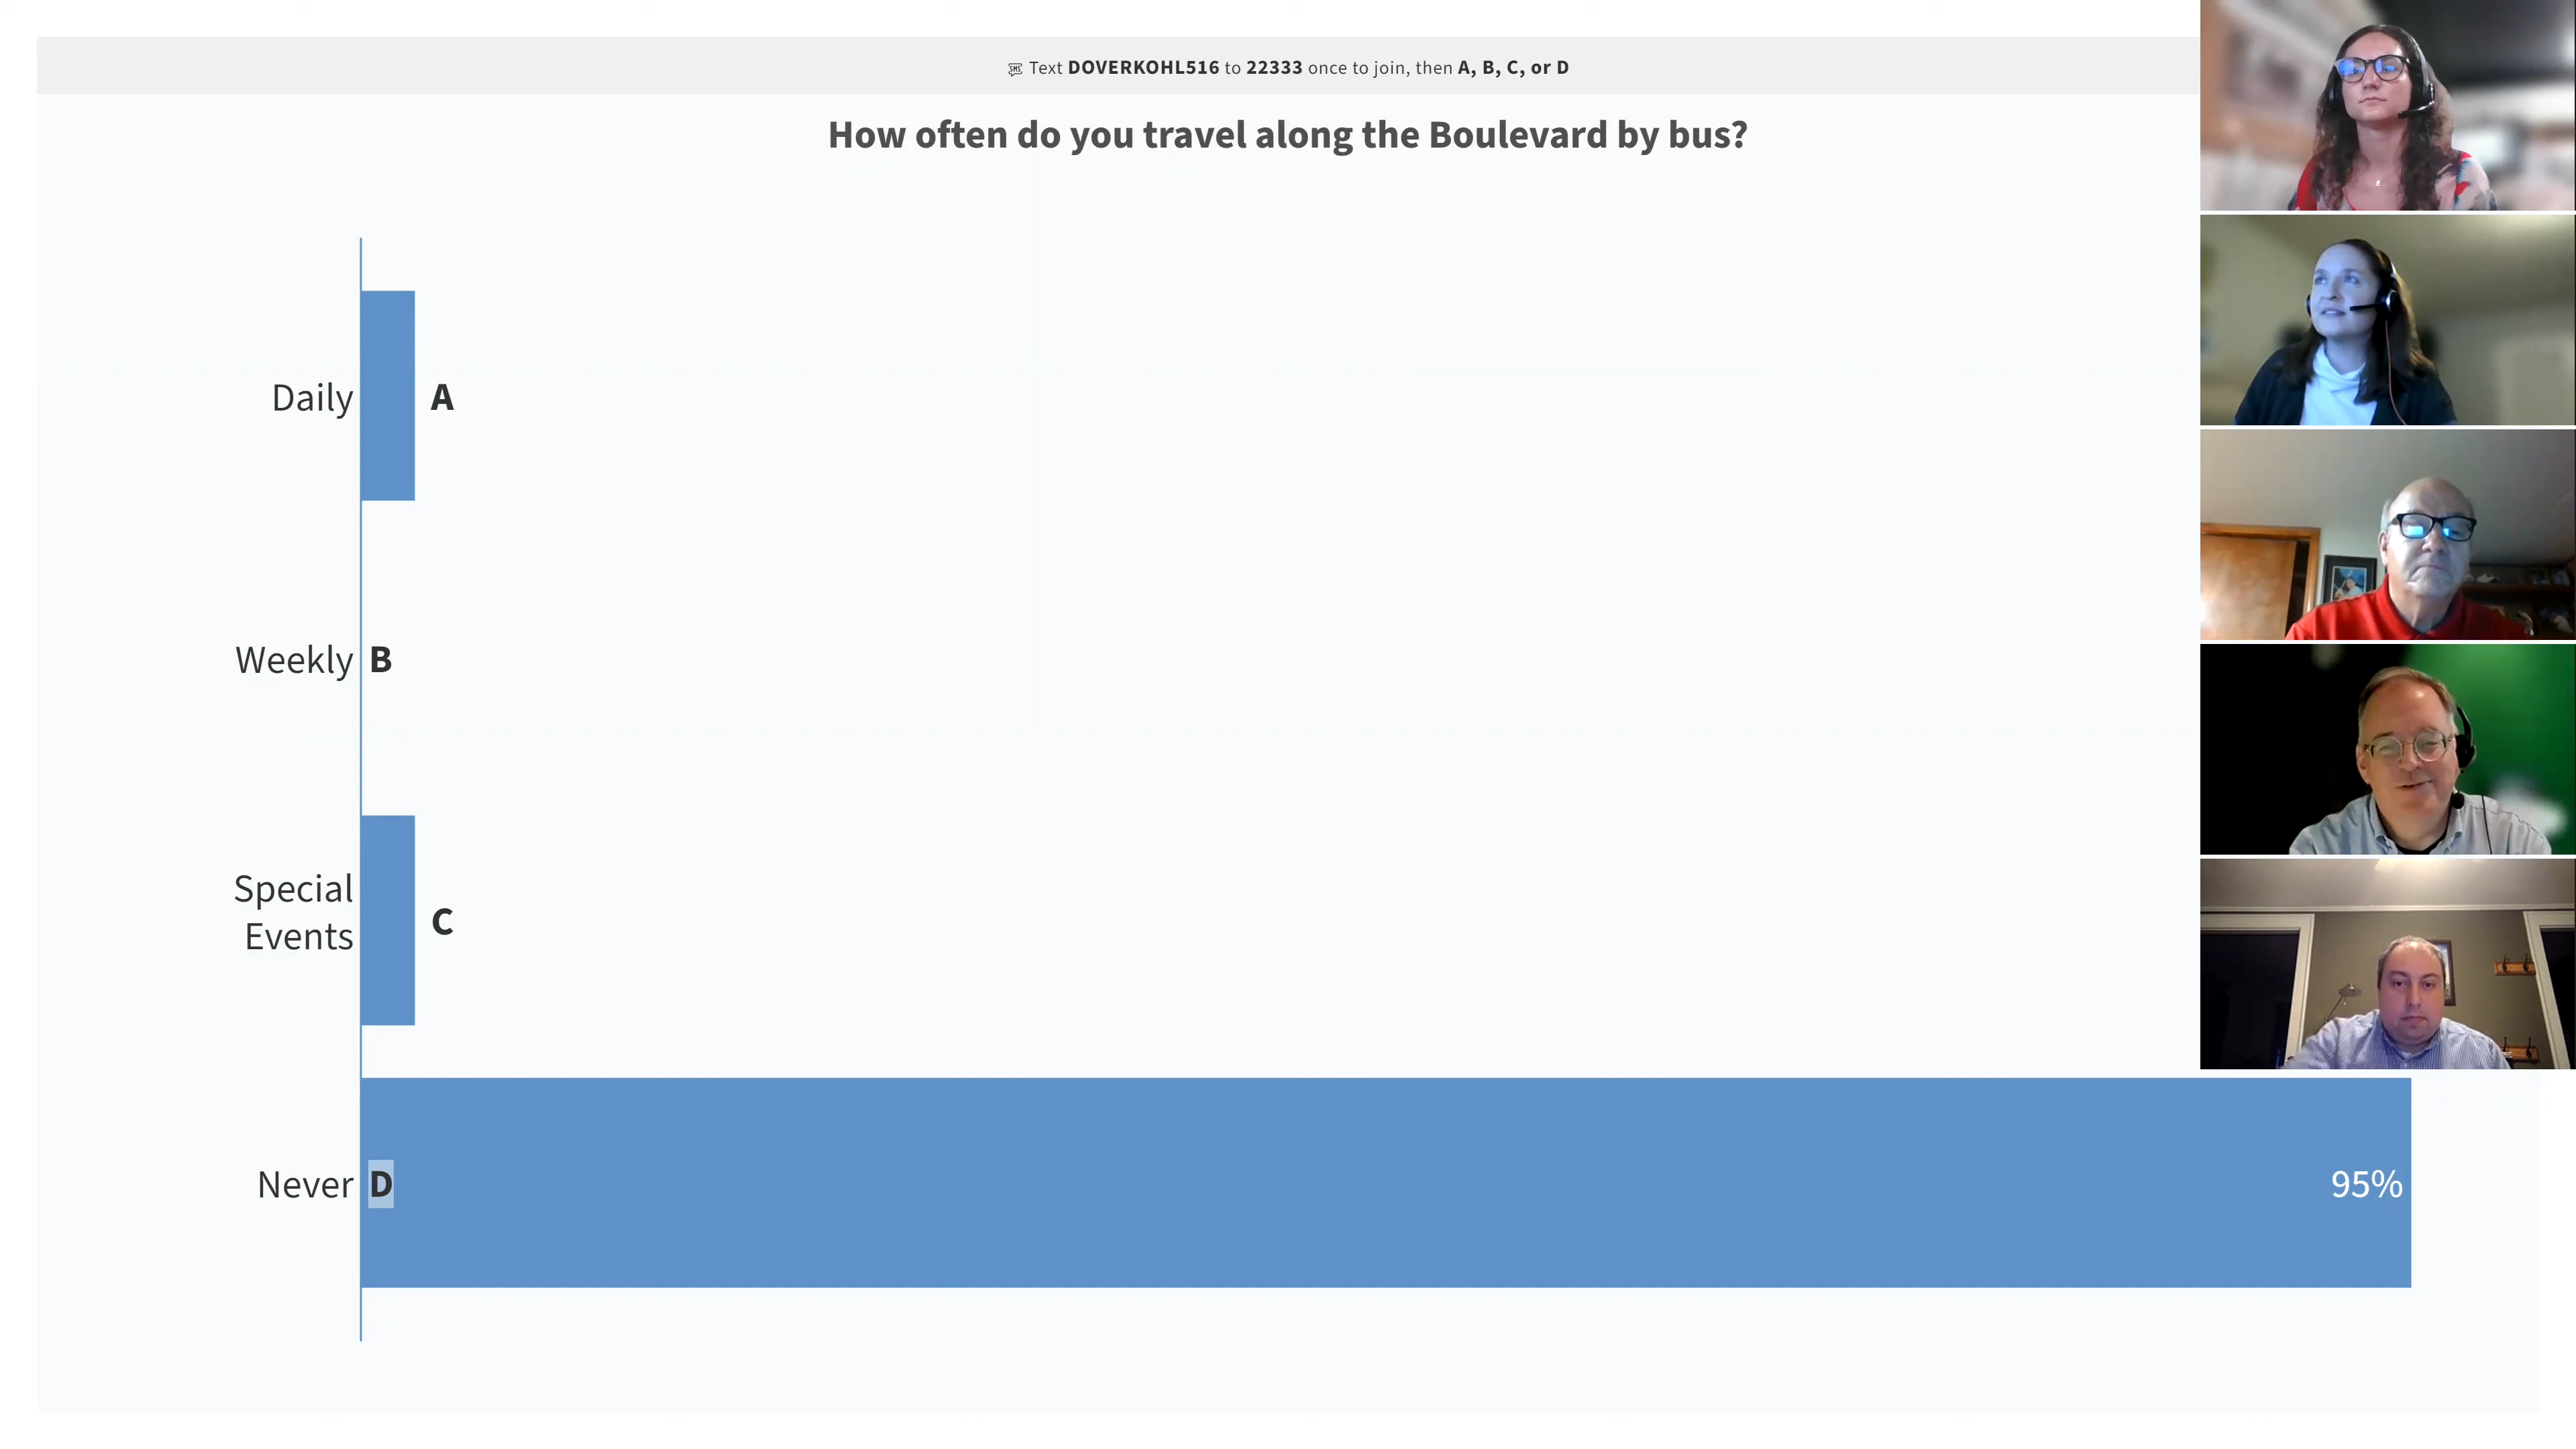 Text DOVERKOHL516 to 22333 once to join, then A, B, C, or D
How often do you travel along the Boulevard by bus?
Daily A
Weekly B
Special
Events
C
Never D 95%